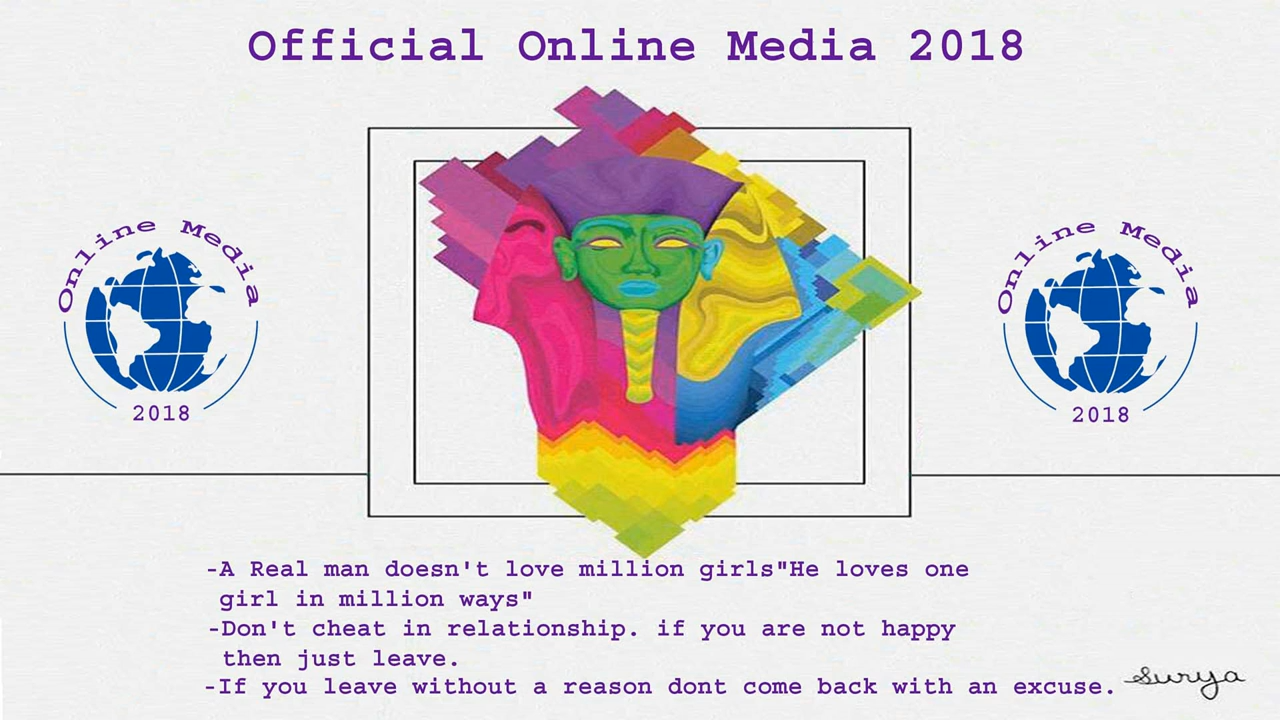 Official Online Media 2018
Online Media
2018
Online Media
2018
-A Real man doesn't love million girls"He loves one
girl in million ways"
-Don't cheat in relationship. if you are not happy
then just leave.
-If you leave without a reason dont come back with an excuse.
surya